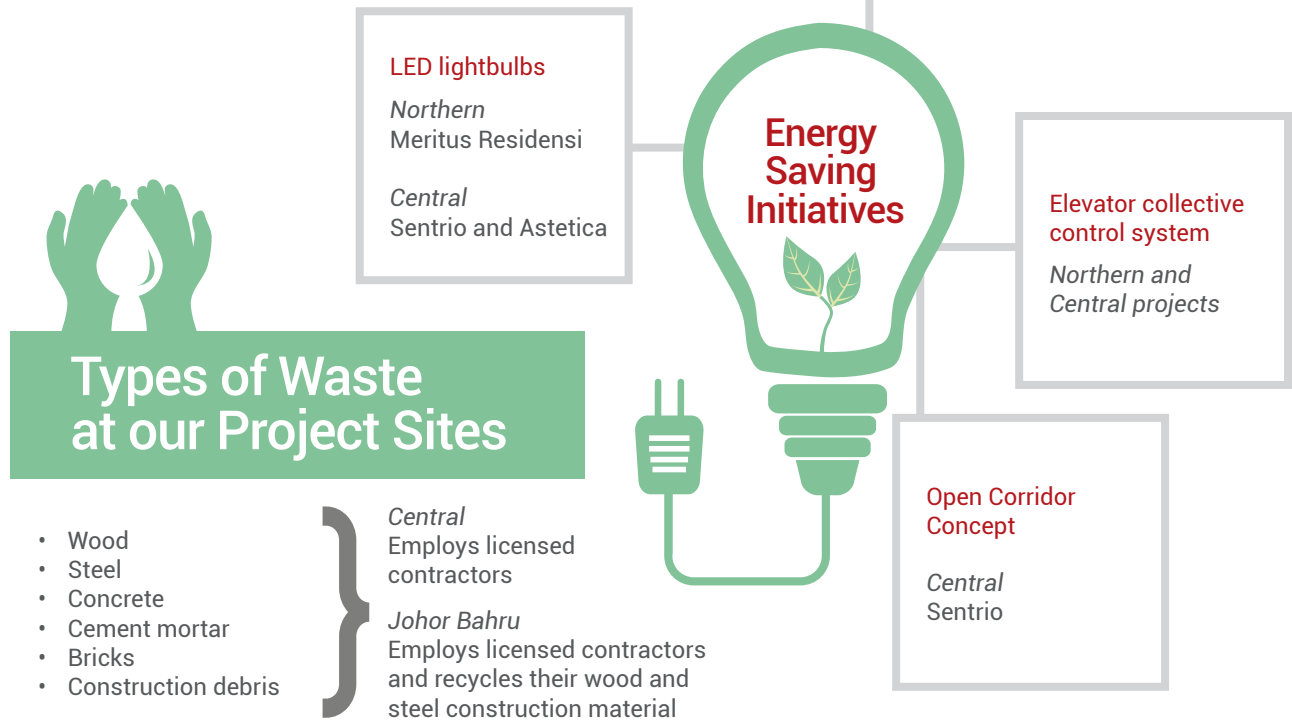 LED lightbulbs
Northern
Meritus Residensi
Central
Sentrio and Astetica
Energy
Saving
Initiatives
Elevator collective
control system
Northern and
Central projects
Open Corridor
Concept
Central
Sentrio
Types of Waste
at our Project Sites
• Wood
• Steel
• Concrete
• Cement mortar
• Bricks
• Construction debris
Central
Employs licensed
contractors
Johor Bahru
Employs licensed contractors
and recycles their wood and
steel construction material